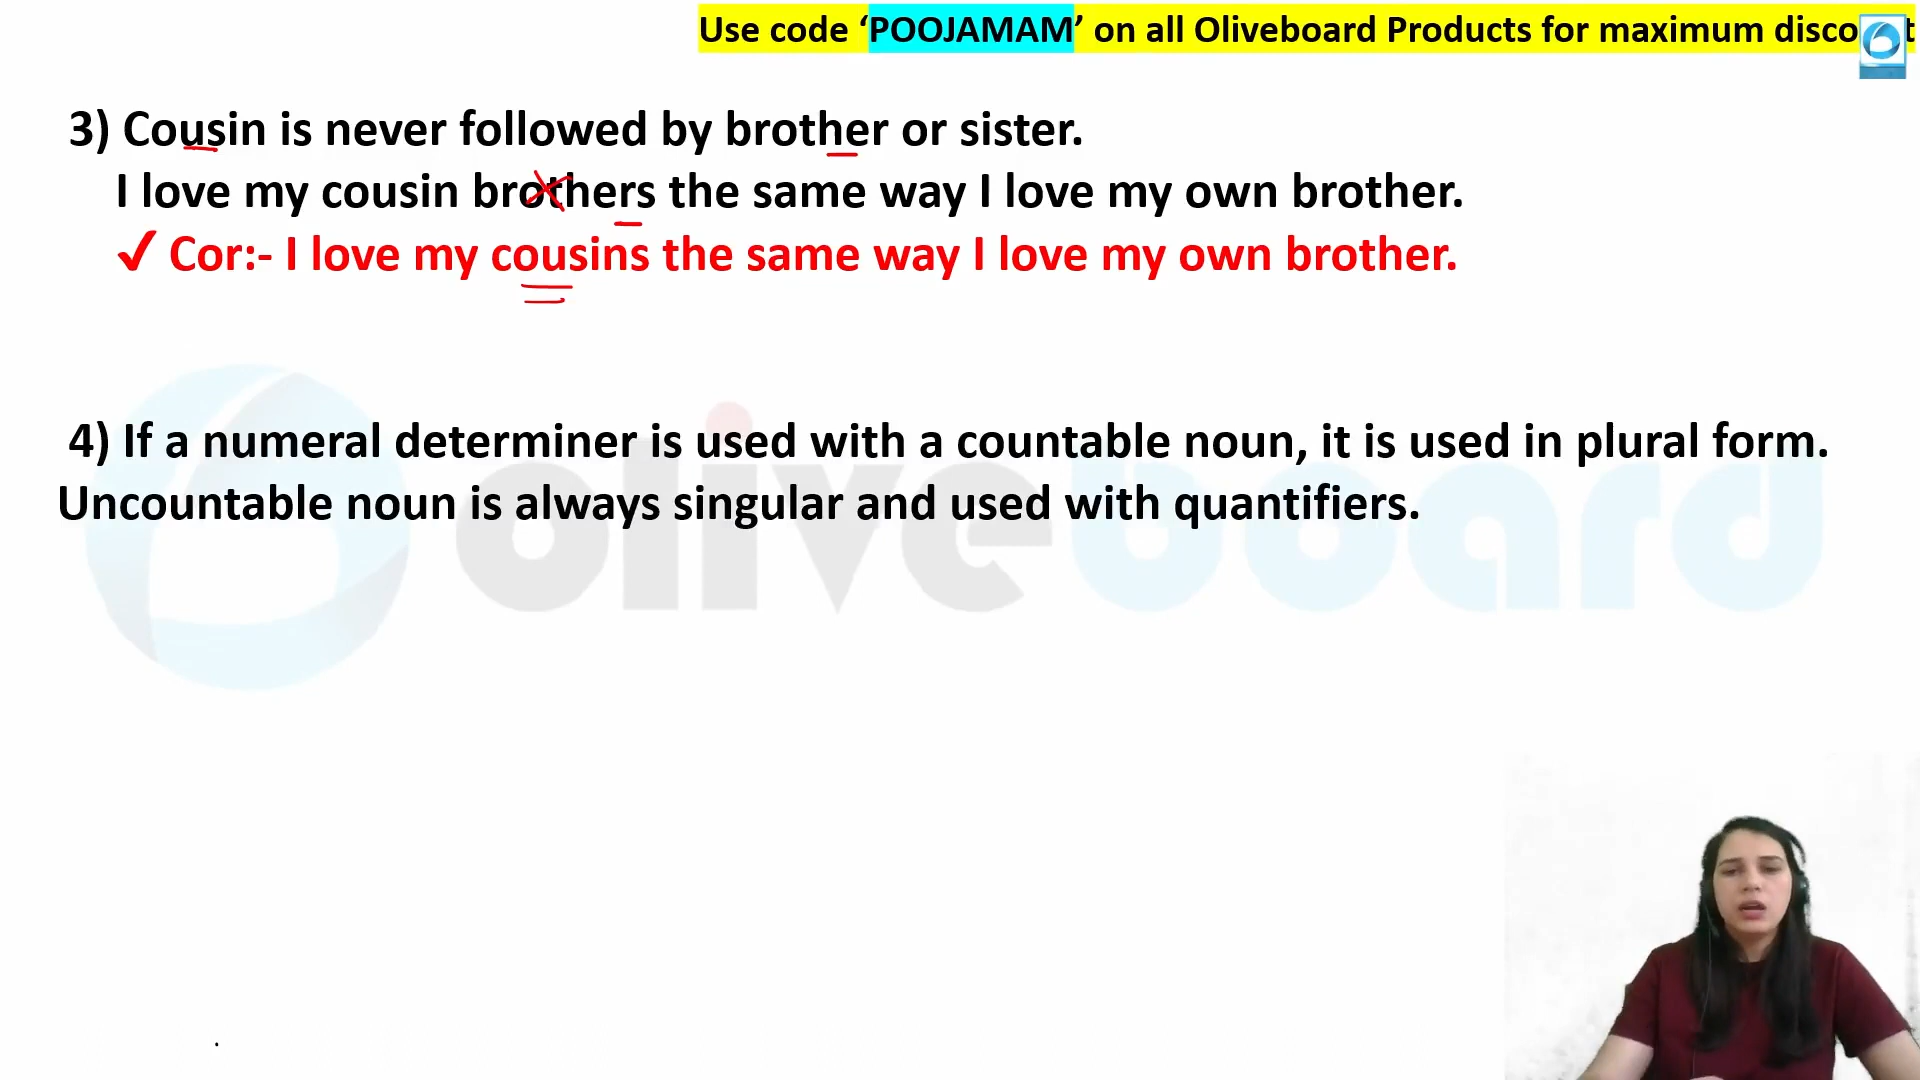 Use code ‘POOJAMAM’ on all Oliveboard Products for maximum
3) Cousin is never followed by brother or sister.
I love my cousin brothers the same way I love my own brother.
✓ Cor:- I love my cousins the same way I love my own brother.
4) If a numeral determiner is used with a countable noun, it is used in plural form.
Uncountable noun is always singular and used with quantifiers.
oliveboard